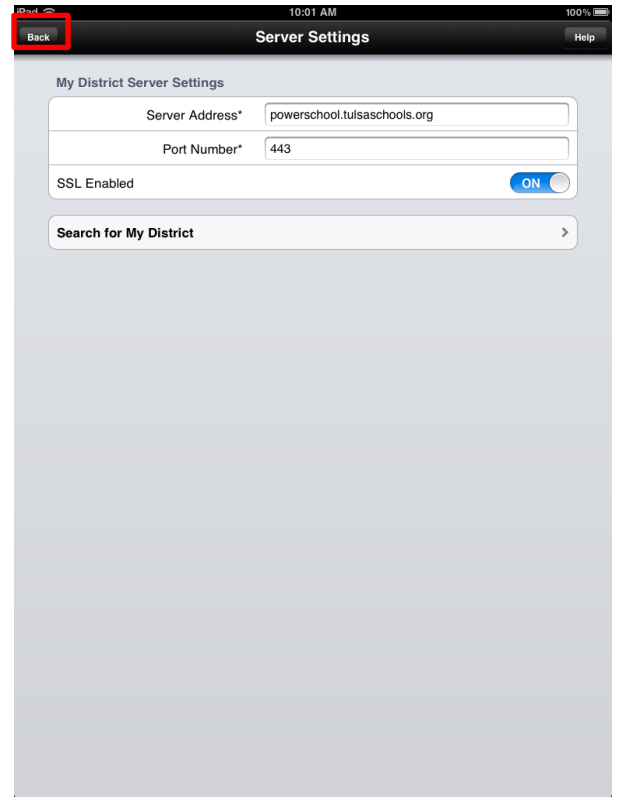 iPad 10:01 AM 100%
Back Server Settings Help
My District Server Settings
Server Address* powerschool.tulsaschools.org
Port Number* 443
SSL Enabled ON
Search for My District